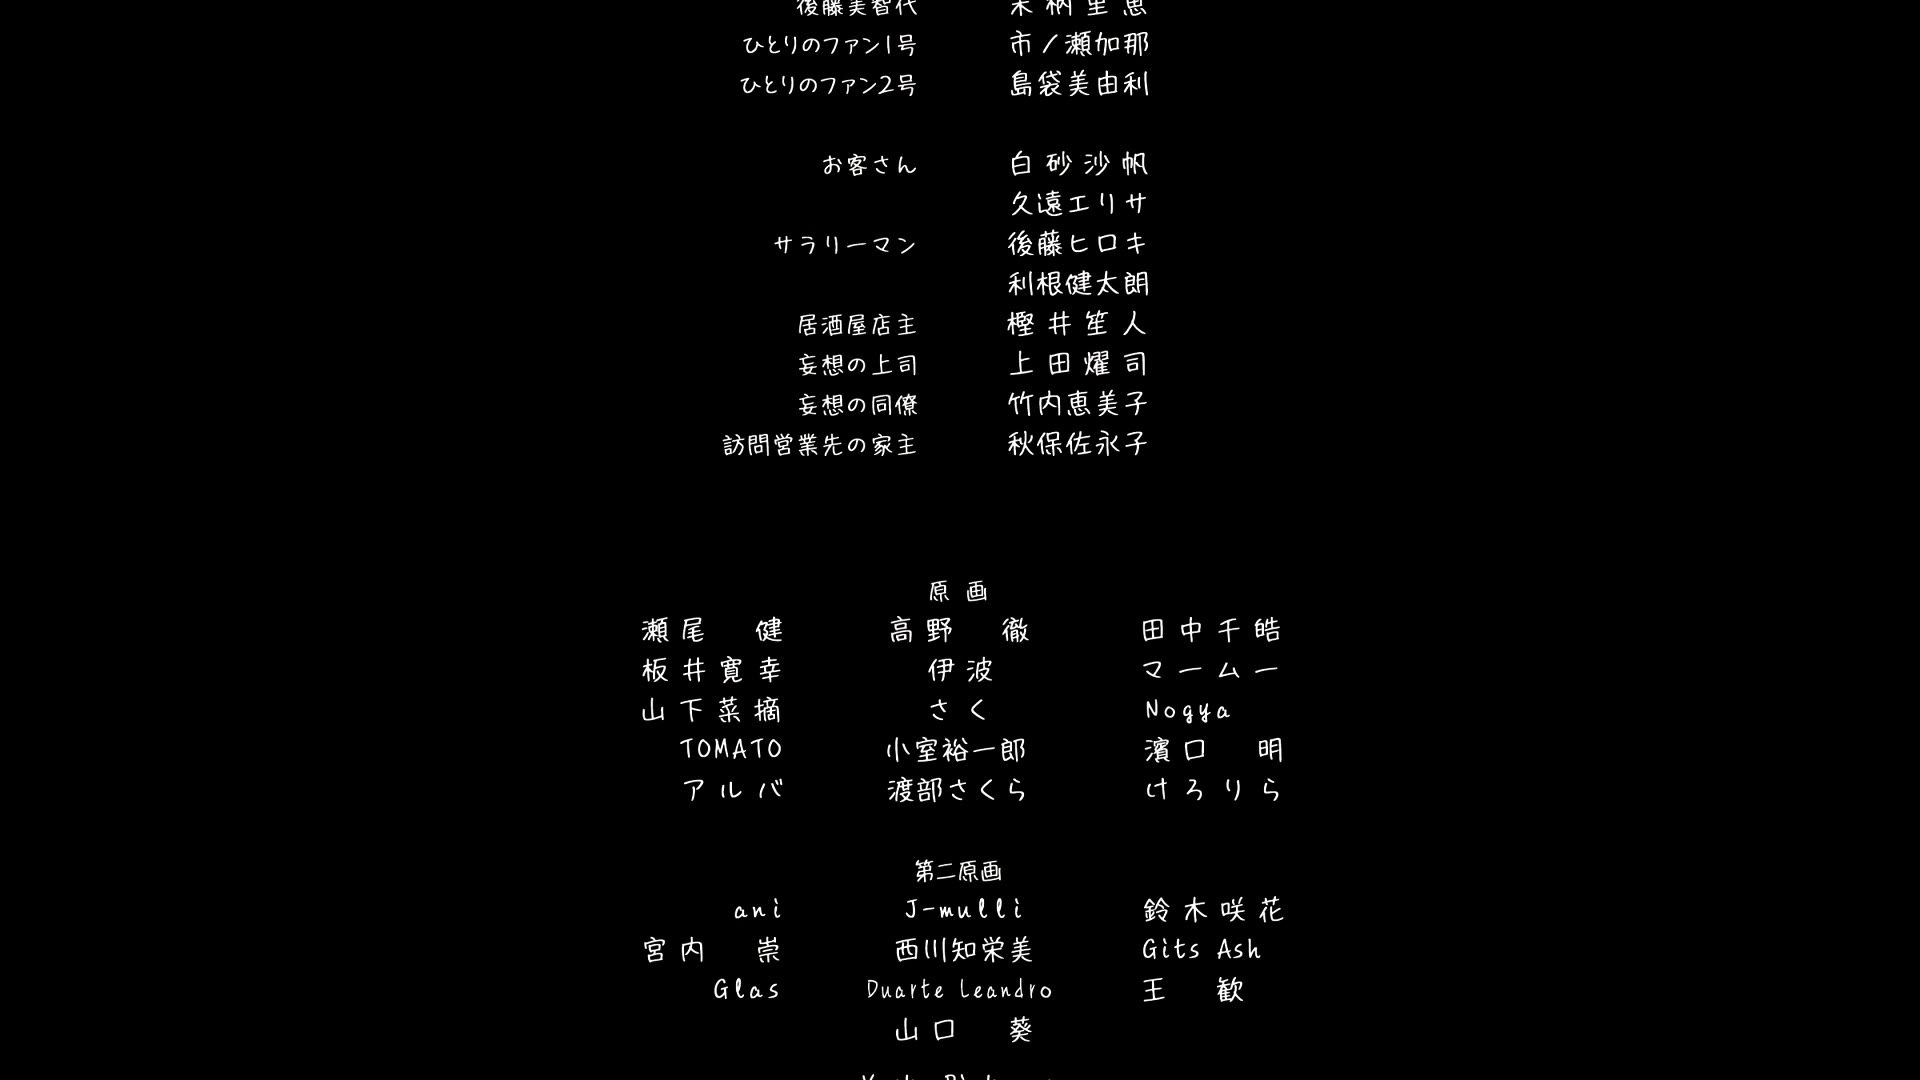 後藤美智代 末柄里恵
ひとりのファン1号 市ノ瀬加那
ひとりのファン2号 島袋美由利
お客さん 白砂沙帆
久遠エリサ
サラリーマン 後藤ヒロキ
利根健太朗
居酒屋店主 樫井笙人
妄想の上司 上田燿司
妄想の同僚 竹内恵美子
訪問営業先の家主 秋保佐永子
原画
瀬尾 健 高野 徹 田中千皓
板井寛幸 伊波 マームー
山下菜摘 さく Nogya
TOMATO 小室裕一郎 濱口 明
アルバ 渡部さくら けろりら
第二原画
ani J-mulli 鈴木咲花
宮内 崇 西川知栄美 Gits Ash
Glas Duarte Leandro 王 歓
山口 葵